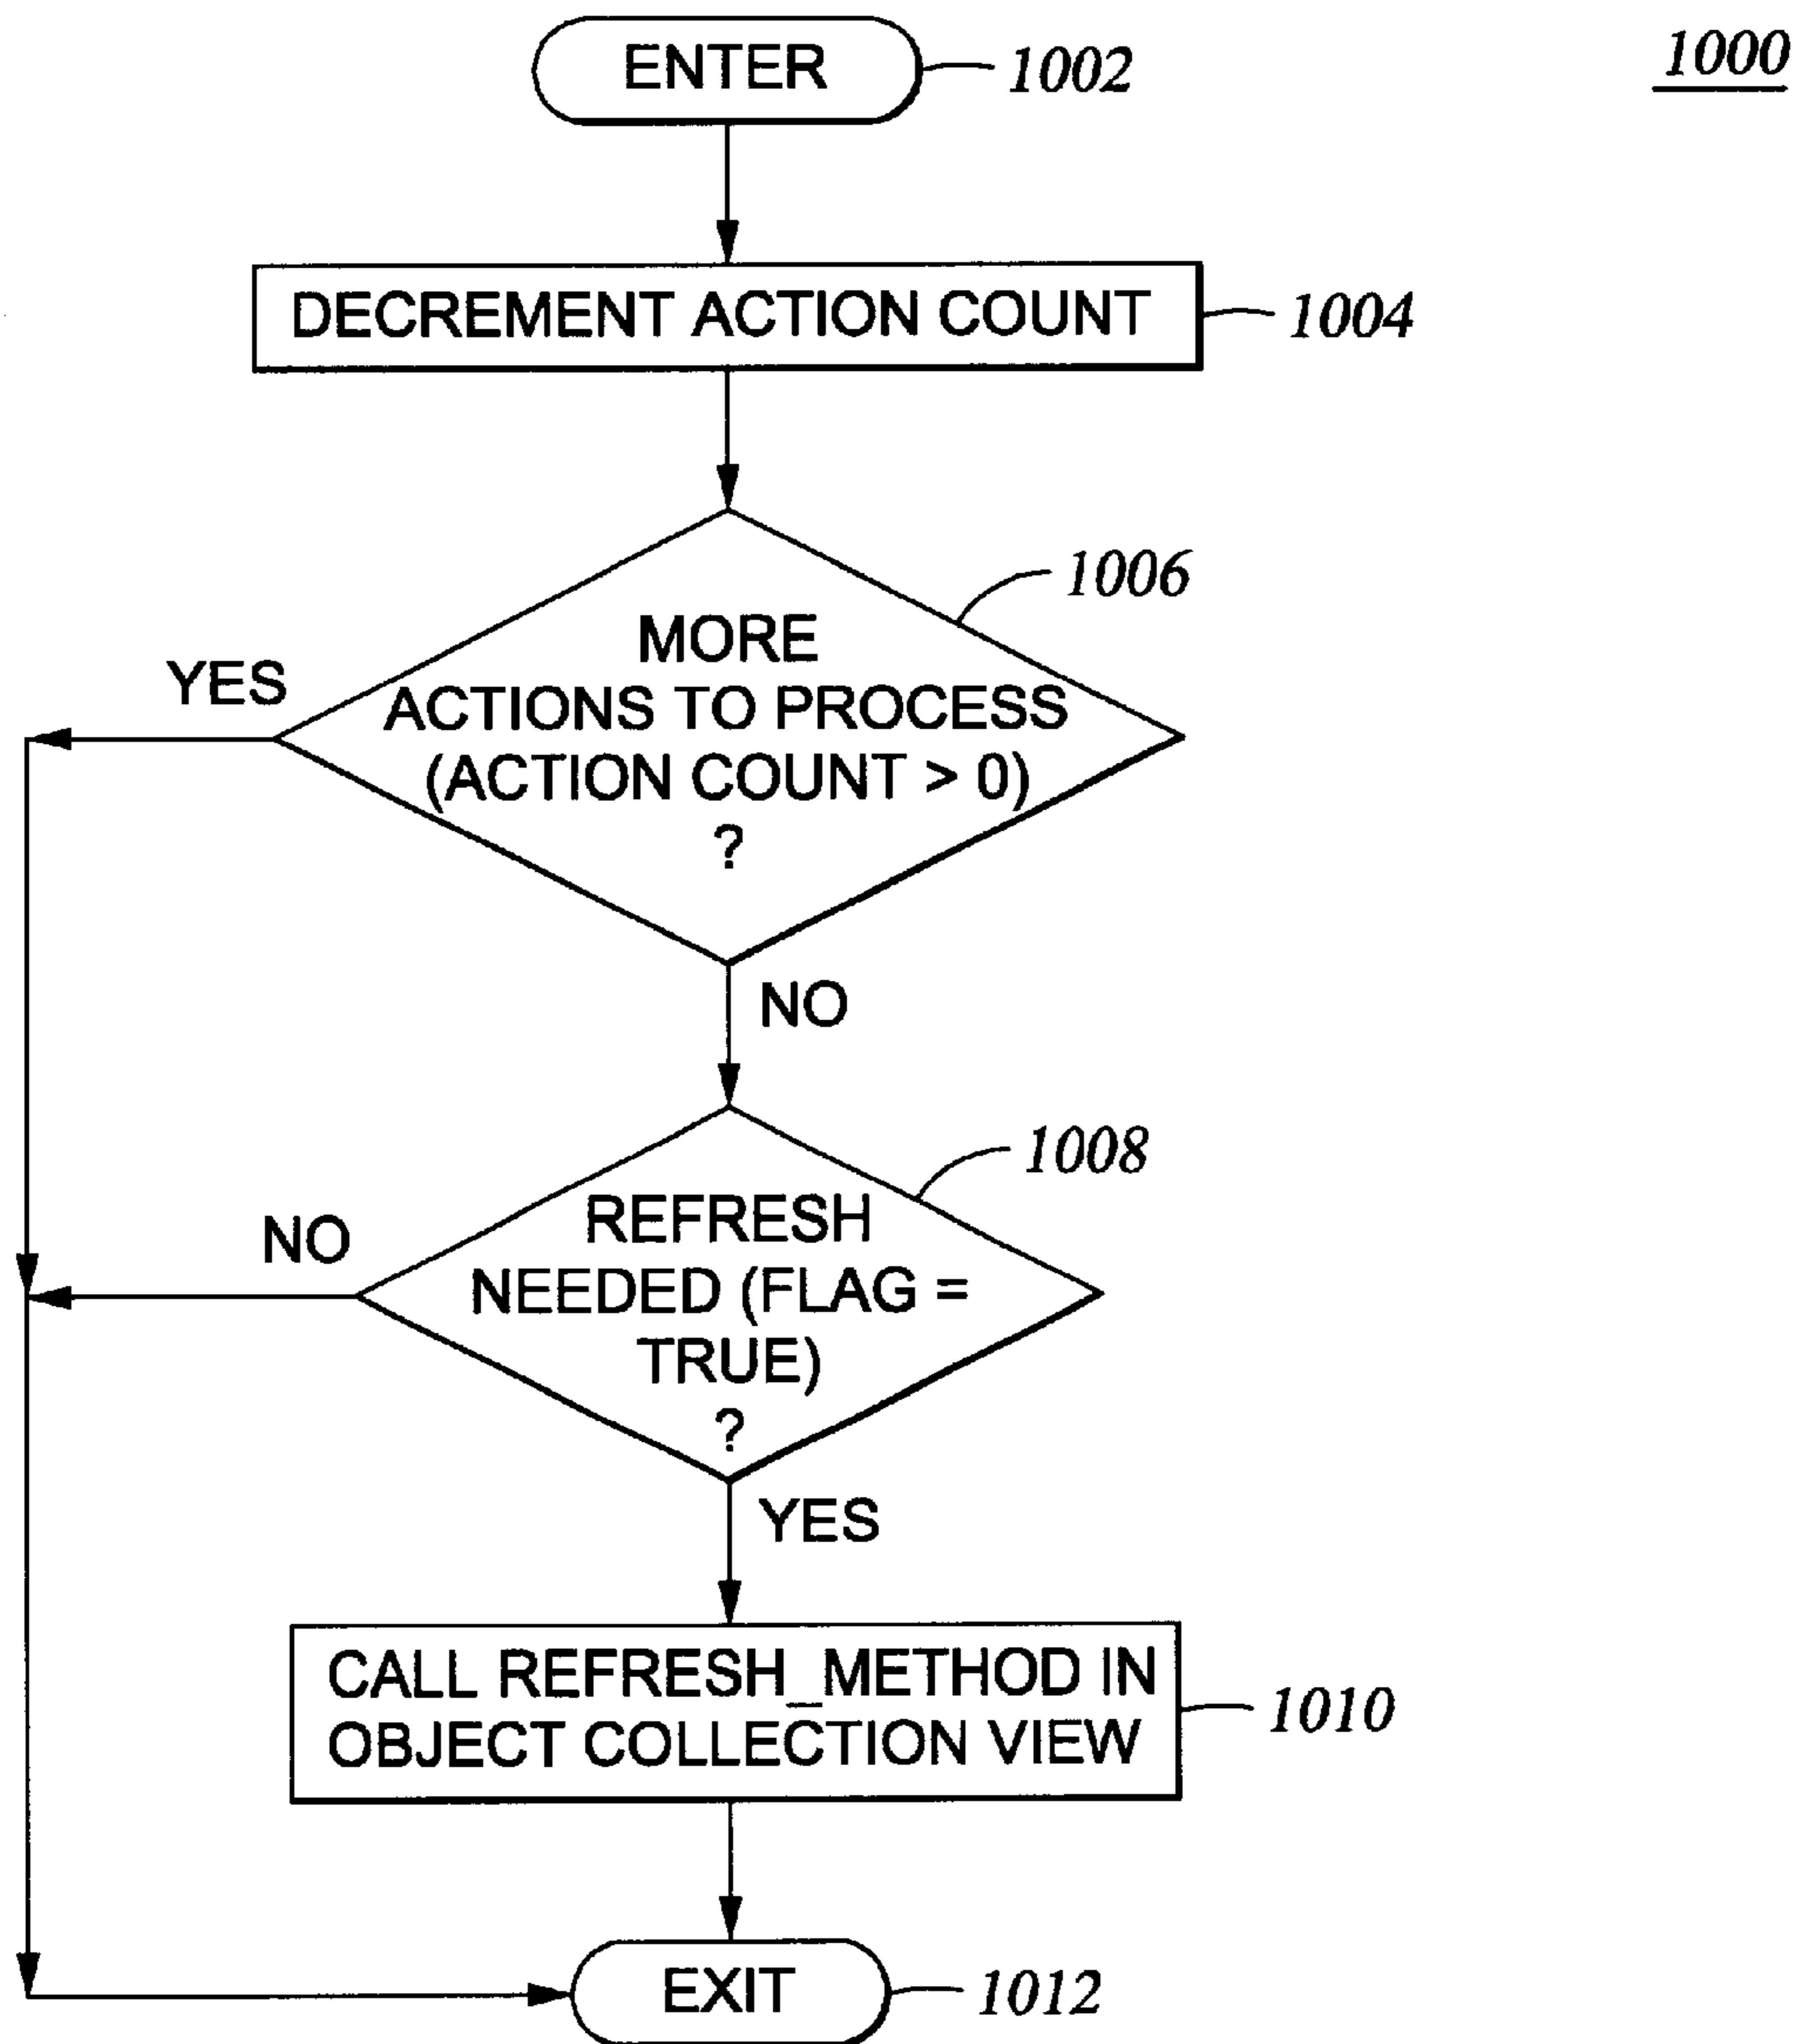 1000
ENTER
1002
DECREMENT ACTION COUNT
1004
1006
MORE
ACTIONS TO PROCESS
(ACTION COUNT > 0)
?
YES
NO
1008
REFRESH
NEEDED (FLAG =
TRUE)
?
NO
YES
CALL REFRESH_METHOD IN
OBJECT COLLECTION VIEW
1010
EXIT
1012